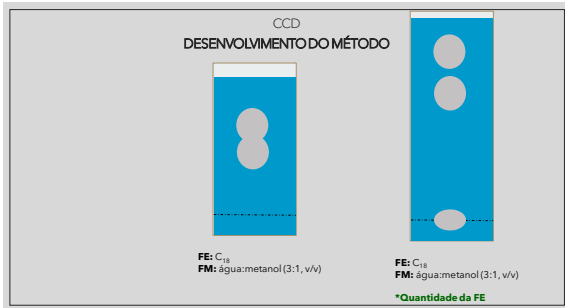 CCD
DESENVOLVIMENTO DO MÉTODO
FE: C₁₈
FM: água:metanol (3:1, v/v)
FE: C₁₈
FM: água:metanol (3:1, v/v)
*Quantidade da FE